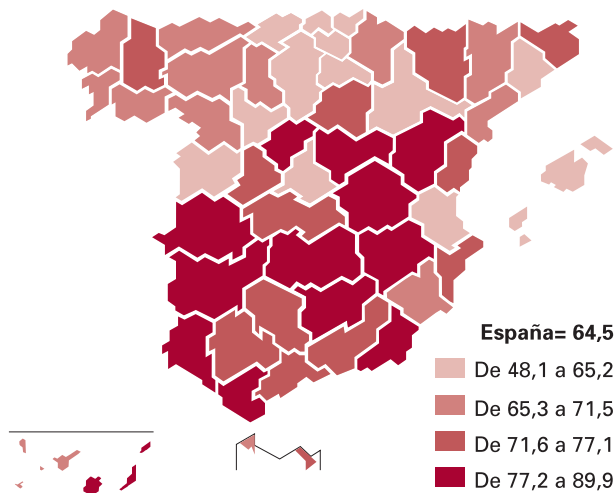 España= 64,5
De 48,1 a 65,2
De 65,3 a 71,5
De 71,6 a 77,1
De 77,2 a 89,9